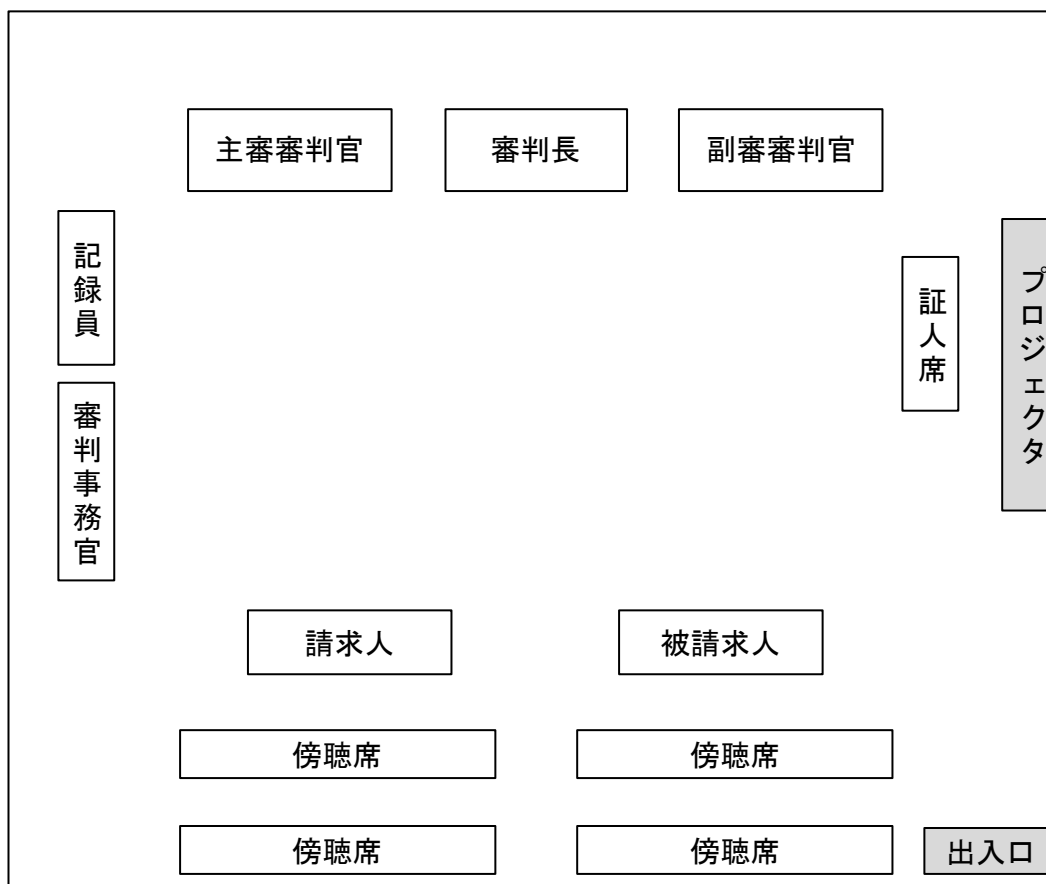 主審審判官
審判長
副審審判官
記録員
審判事務官
証人席
プロジェクタ
請求人
被請求人
傍聴席
傍聴席
傍聴席
傍聴席
出入口